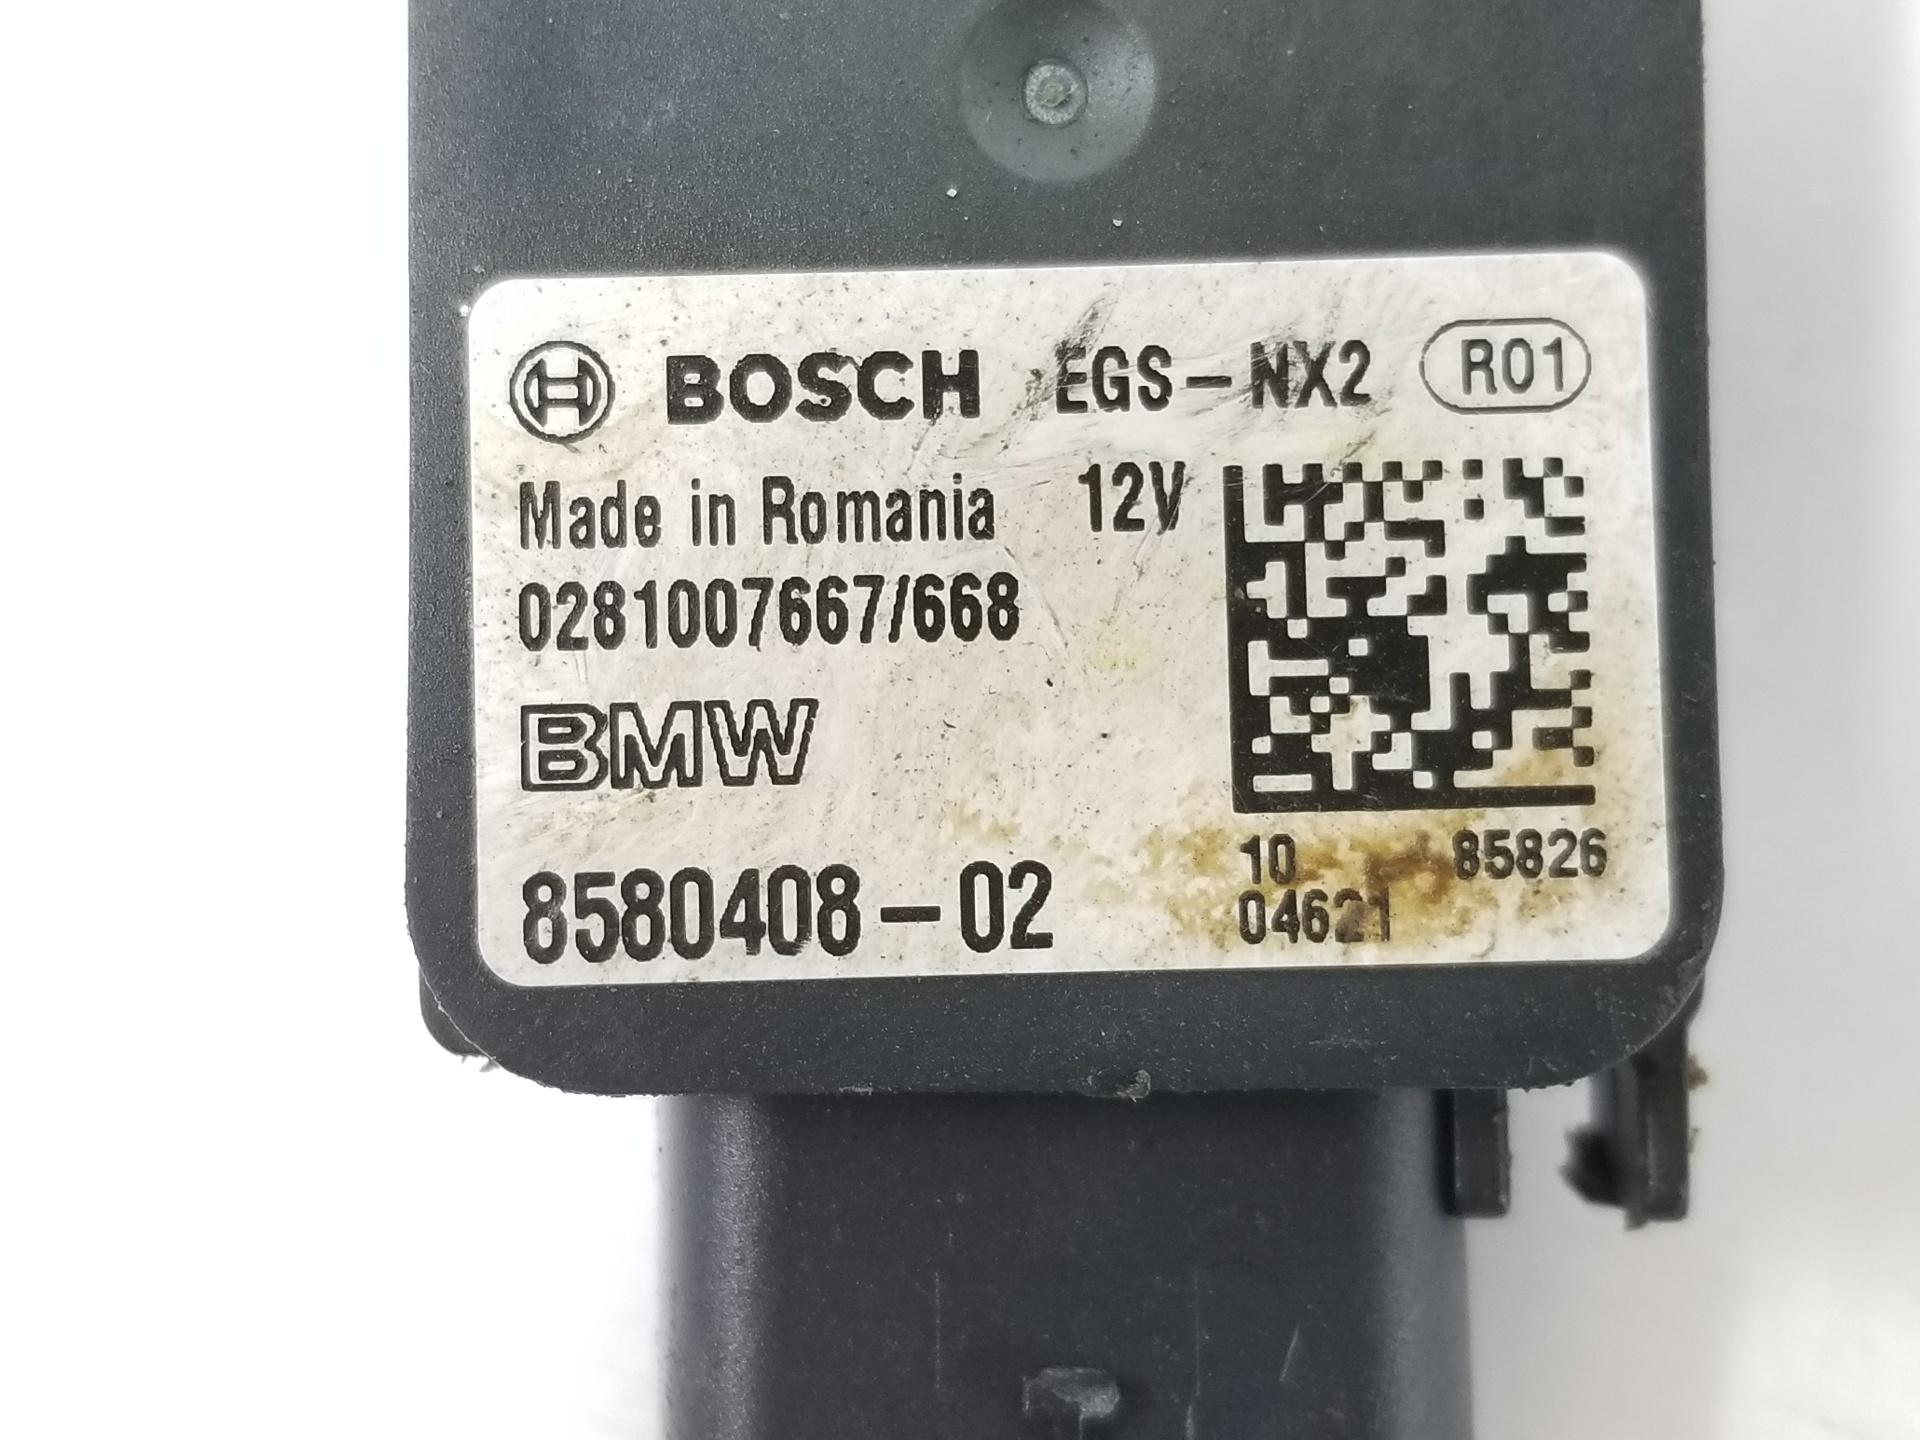 BOSCH EGS-NX2 R01
Made in Romania 12V
0281007667/668
BMW
8580408-02
10 85826
04621